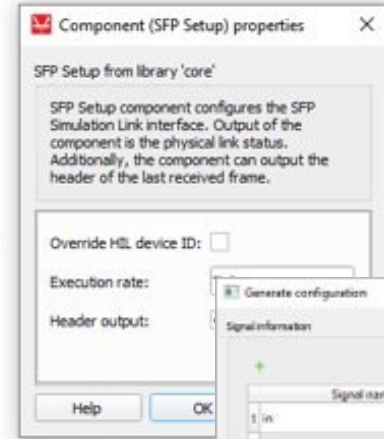 Component (SFP Setup) properties
SFP Setup from library 'core'
SFP Setup component configures the SFP
Simulation Link interface. Output of the
component is the physical link status.
Additionally, the component can output the
header of the last received frame.
Override HIL device ID:
Execution rate:
Header output:
Help
OK
Generate configuration
Signal information
Signal nam
1 in